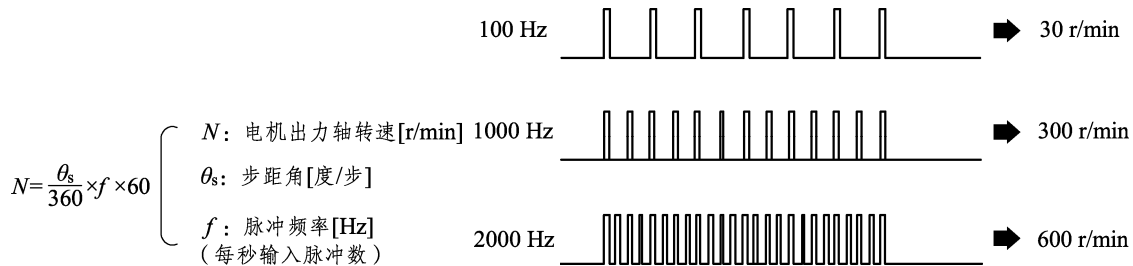 100 Hz 30 r/min
N：电机出力轴转速[r/min] 1000 Hz 300 r/min
N=θs/360×f×60 θs：步距角[度/步]
f：脉冲频率[Hz] 2000 Hz 600 r/min
（每秒输入脉冲数）